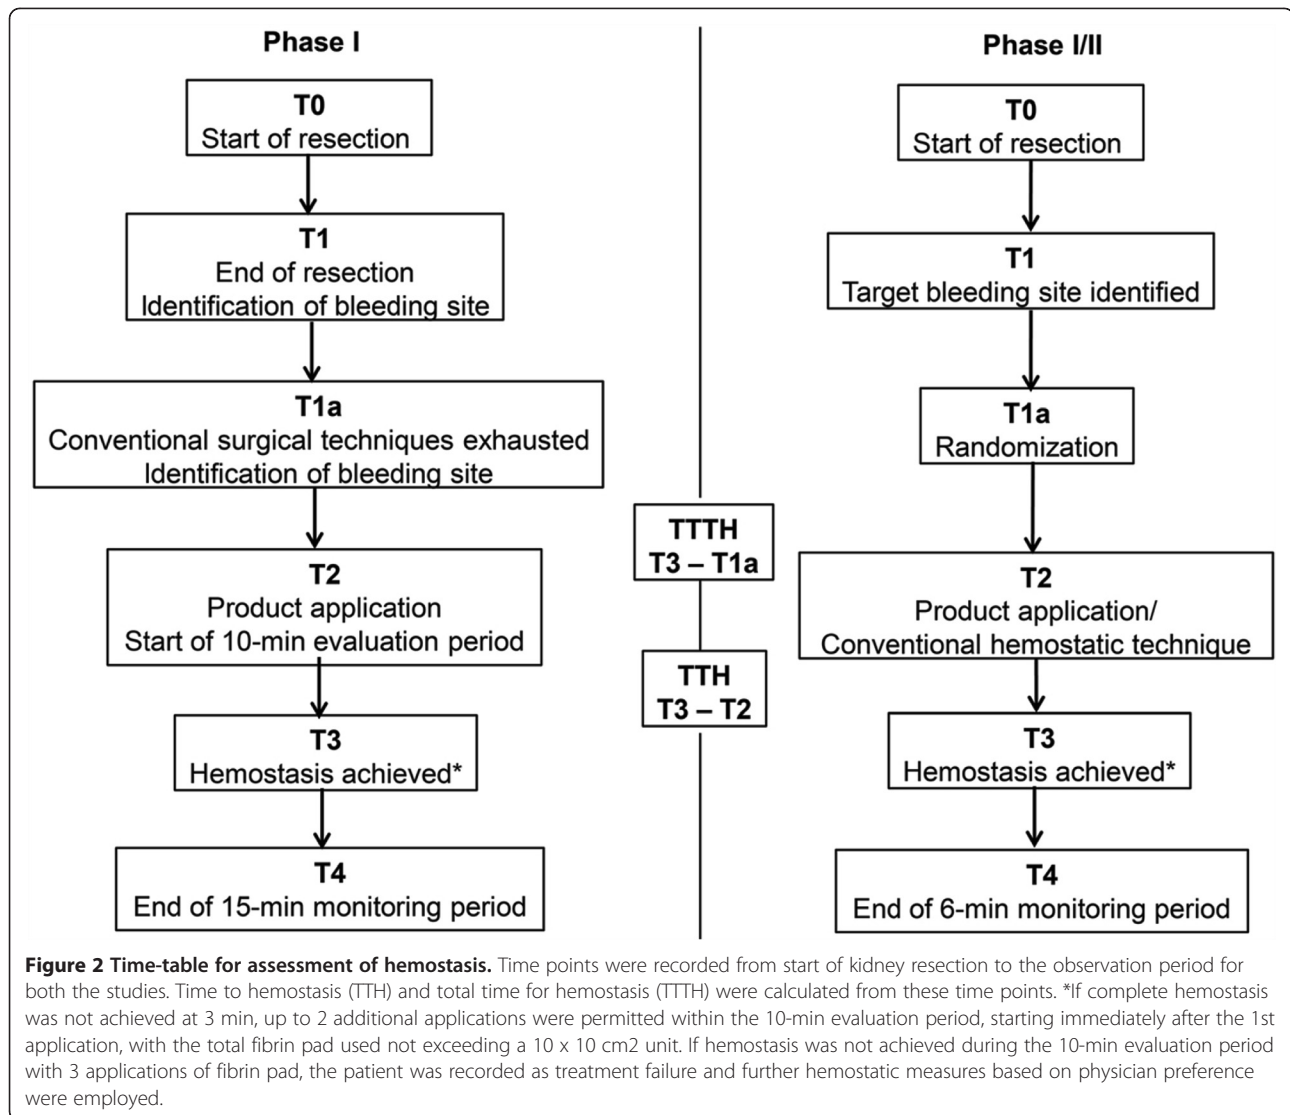 Phase I
T0
Start of resection
T1
End of resection
Identification of bleeding site
T1a
Conventional surgical techniques exhausted
Identification of bleeding site
T2
Product application
Start of 10-min evaluation period
T3
Hemostasis achieved*
T4
End of 15-min monitoring period
TTTH
T3 – T1a
TTH
T3 – T2
Phase I/II
T0
Start of resection
T1
Target bleeding site identified
T1a
Randomization
T2
Product application/
Conventional hemostatic technique
T3
Hemostasis achieved*
T4
End of 6-min monitoring period
Figure 2 Time-table for assessment of hemostasis. Time points were recorded from start of kidney resection to the observation period for
both the studies. Time to hemostasis (TTH) and total time for hemostasis (TTTH) were calculated from these time points. *If complete hemostasis
was not achieved at 3 min, up to 2 additional applications were permitted within the 10-min evaluation period, starting immediately after the 1st
application, with the total fibrin pad used not exceeding a 10 x 10 cm2 unit. If hemostasis was not achieved during the 10-min evaluation period
with 3 applications of fibrin pad, the patient was recorded as treatment failure and further hemostatic measures based on physician preference
were employed.